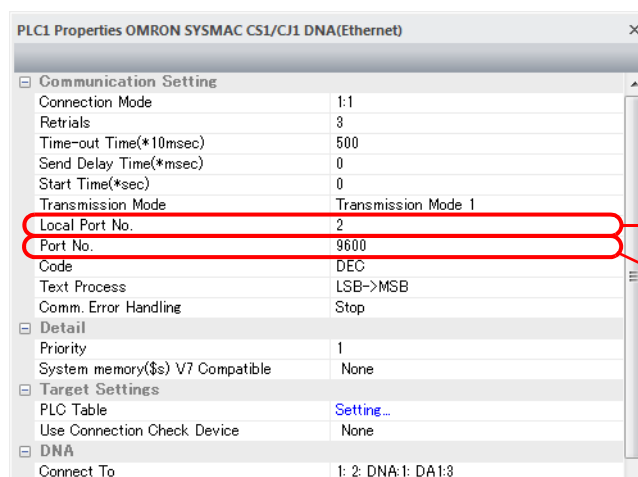 PLC1 Properties OMRON SYSMAC CS1/CJ1 DNA(Ethernet)
Communication Setting
Connection Mode 1:1
Retrials 3
Time-out Time(*10msec) 500
Send Delay Time(*msec) 0
Start Time(*sec) 0
Transmission Mode Transmission Mode 1
Local Port No. 2
Port No. 9600
Code DEC
Text Process LSB->MSB
Comm. Error Handling Stop
Detail
Priority 1
System memory($s) V7 Compatible None
Target Settings
PLC Table Setting...
Use Connection Check Device None
DNA
Connect To 1: 2: DNA:1: DA1:3